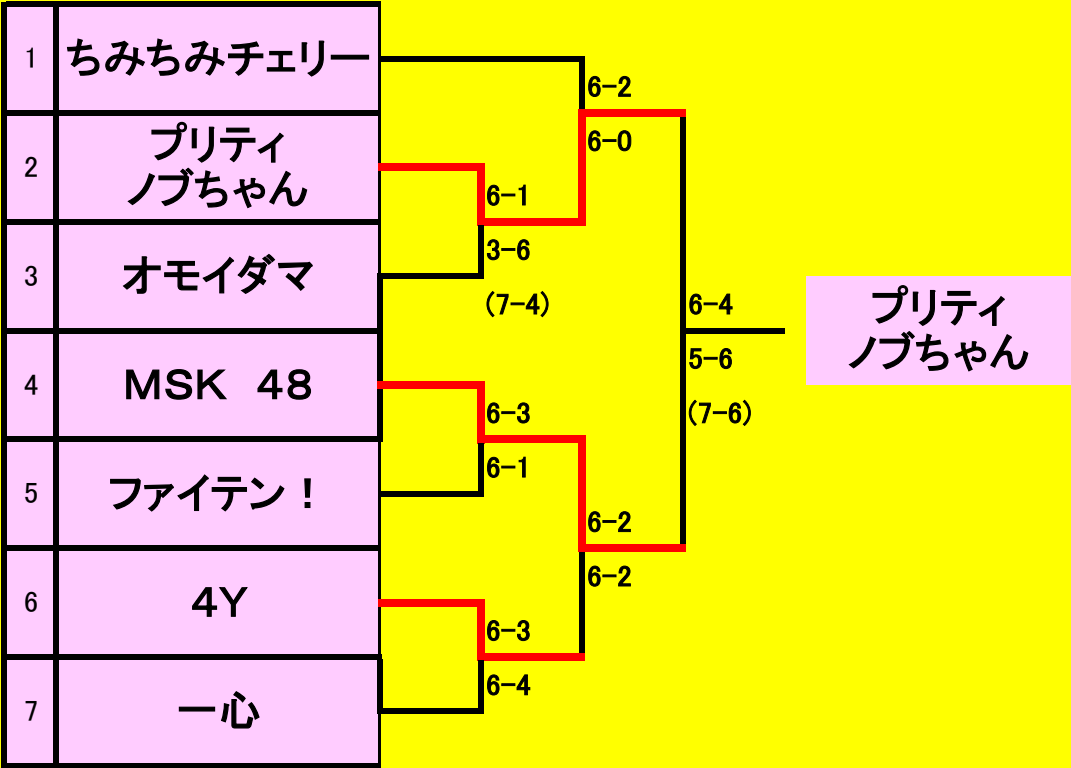 1 ちみちみチェリー
2 プリティ
ノブちゃん
3 オモイダマ
4 ＭＳＫ　４８
5 ファイテン！
6 ４Ｙ
7 一心
6-2
6-0
6-1
3-6
(7-4)
6-3
6-1
6-2
6-2
6-3
6-4
6-4
5-6
(7-6)
プリティ
ノブちゃん